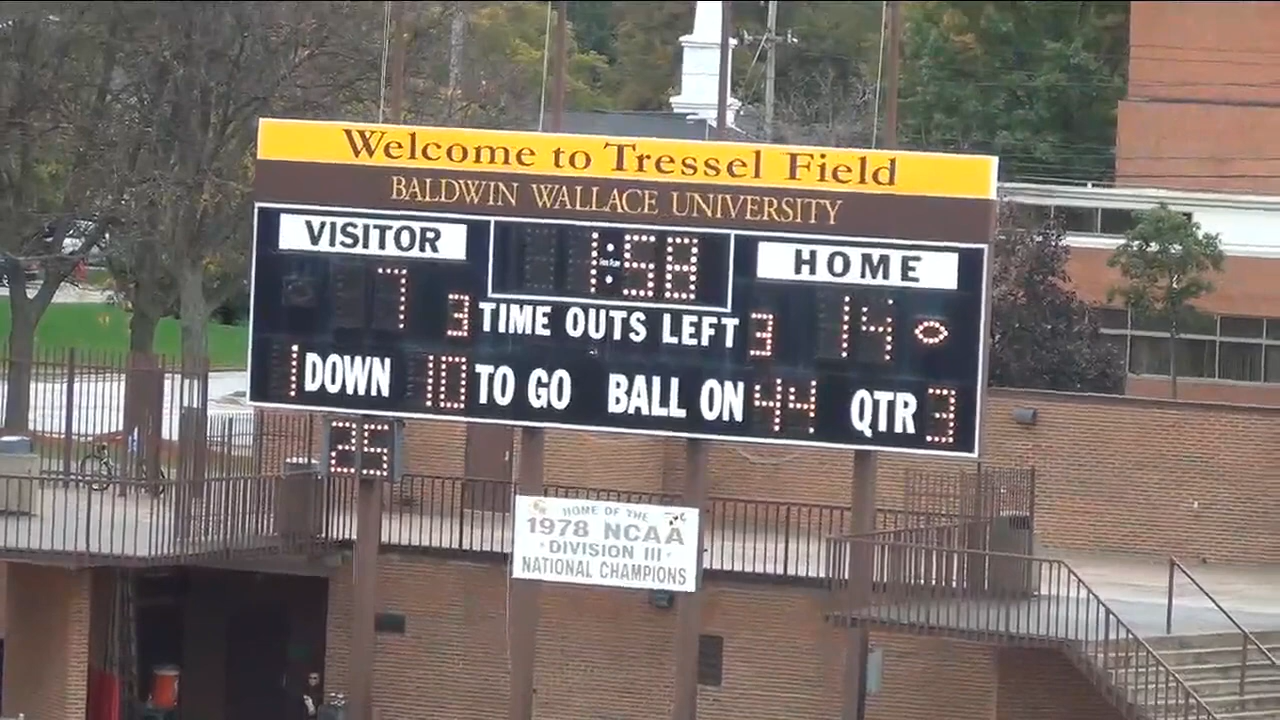 Welcome to Tressel Field
BALDWIN WALLACE UNIVERSITY
VISITOR 1:58 HOME
7 3 TIME OUTS LEFT 3 14
1 DOWN 10 TO GO BALL ON 44 QTR 3
25
HOME OF THE
1978 NCAA
DIVISION III
NATIONAL CHAMPIONS